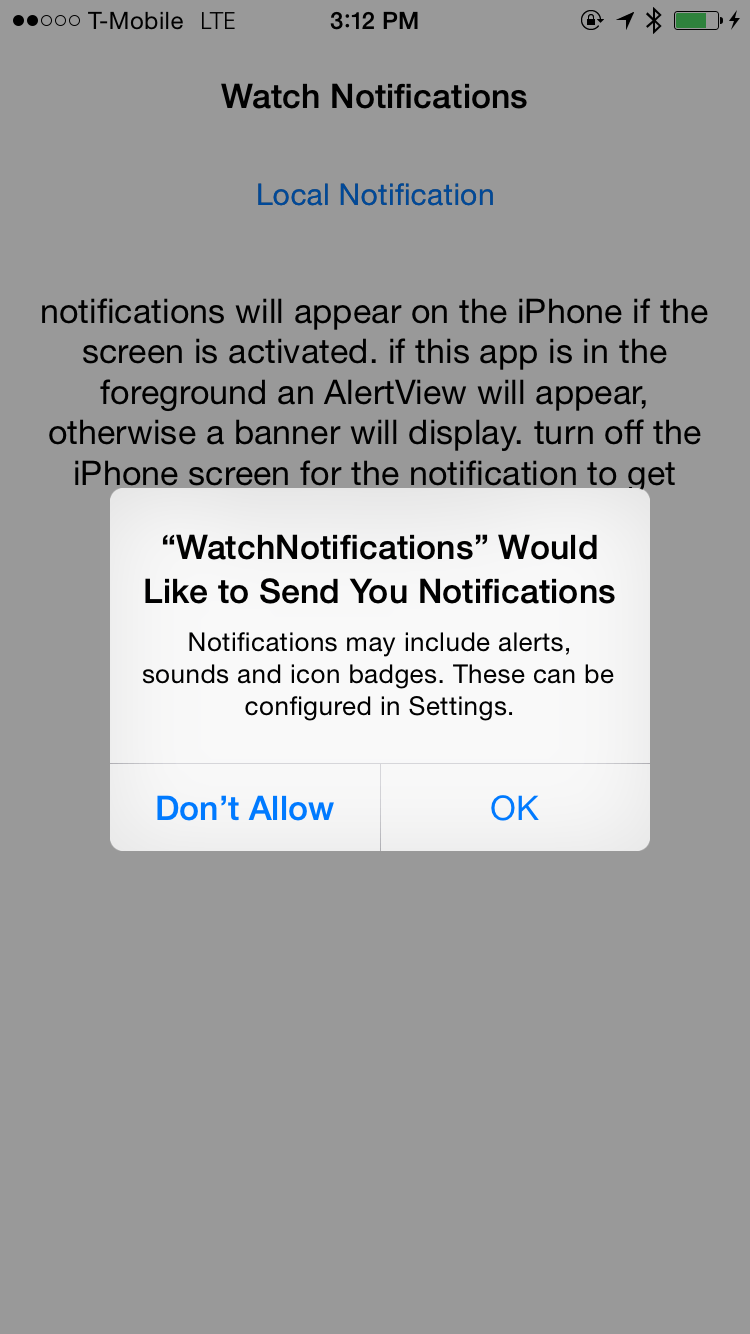 T-Mobile LTE 3:12 PM
Watch Notifications
Local Notification
notifications will appear on the iPhone if the
screen is activated. if this app is in the
foreground an AlertView will appear,
otherwise a banner will display. turn off the
iPhone screen for the notification to get
“WatchNotifications” Would
Like to Send You Notifications
Notifications may include alerts,
sounds and icon badges. These can be
configured in Settings.
Don’t Allow OK